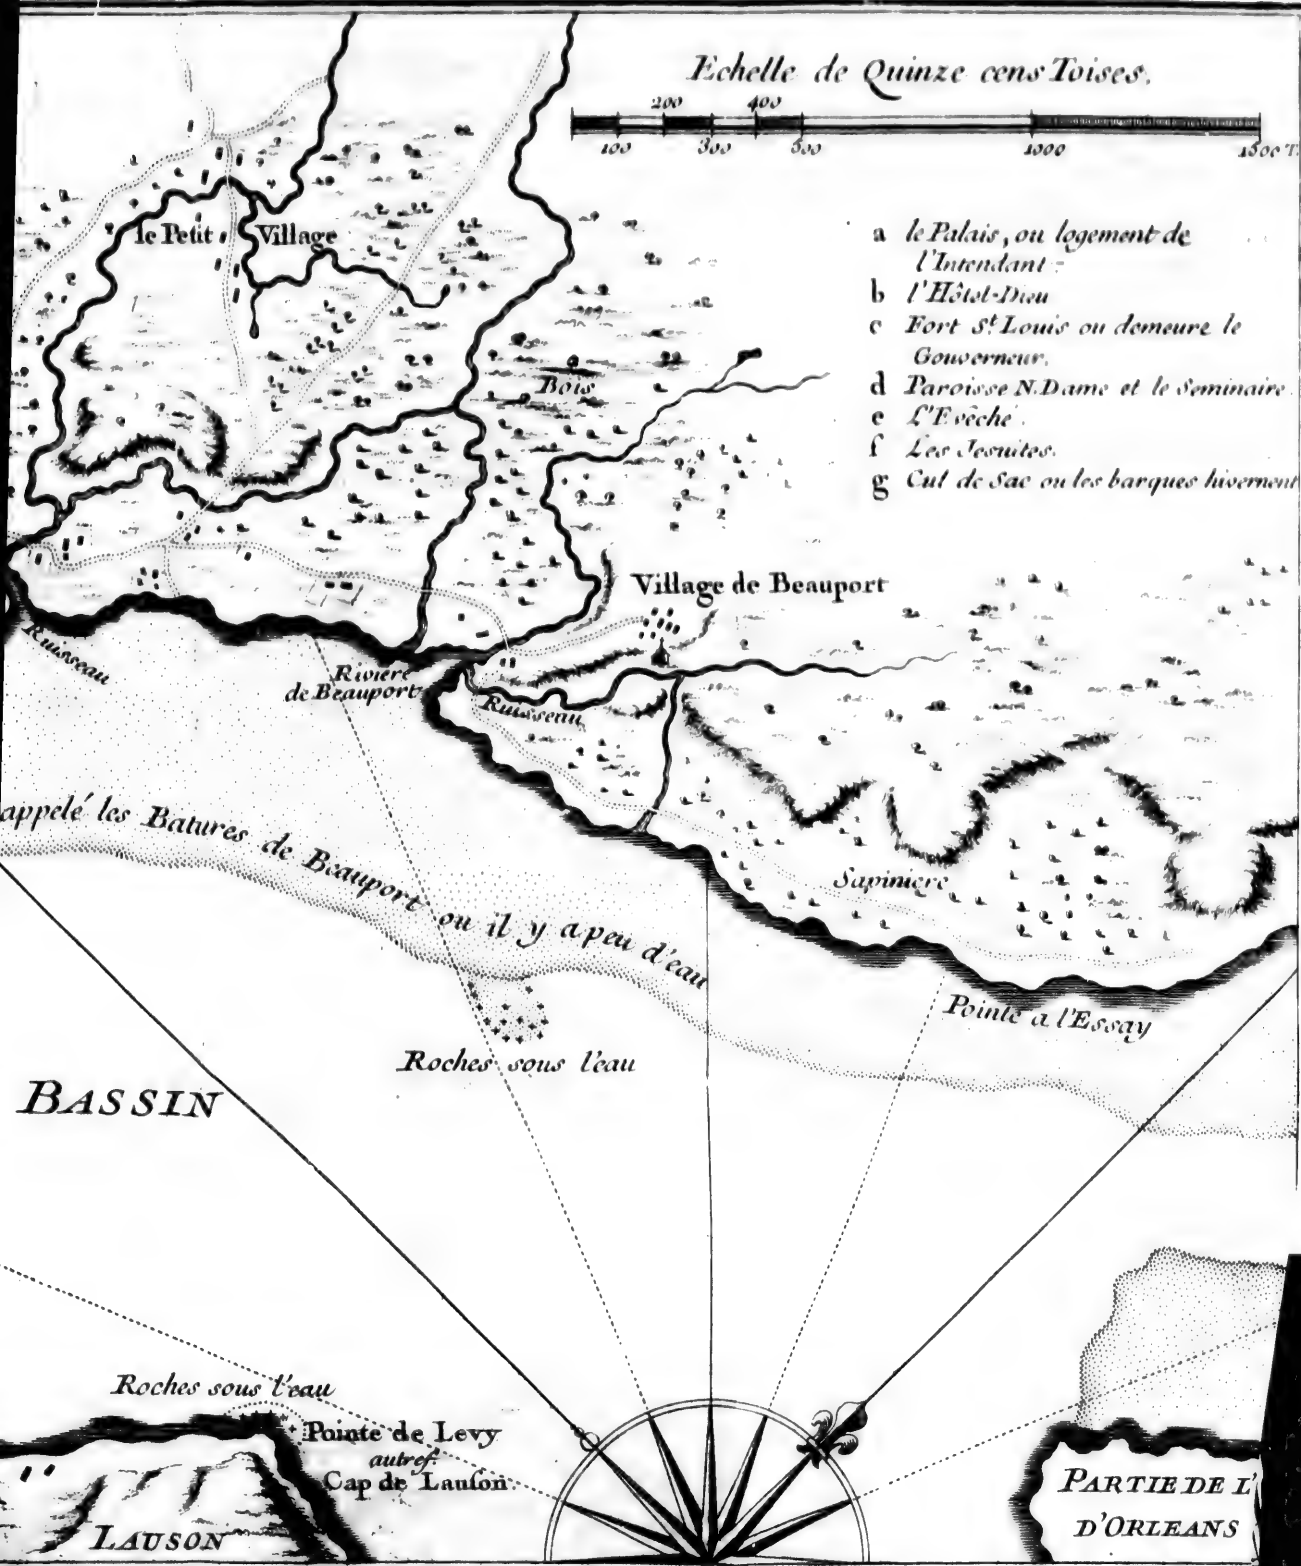 Echelle de Quinze cens Toises.
200 400
100 300 500 1000 1500 T.
a le Palais, ou logement de
l'Intendant
b l'Hôtel-Dieu
c Fort St. Louis ou demeure le
Gouverneur.
d Paroisse N. Dame et le Seminaire.
e L'Evêché.
f Les Jesuites.
g Cul de Sac ou les barques hivernent
le Petit Village
Bois
Village de Beauport
Ruisseau
Riviere
de Beauport
Ruisseau
appelé les Batures de Beauport ou il y a peu d'eau
Sapiniere
Pointe a l'Essay
Roches sous l'eau
BASSIN
Roches sous l'eau
Pointe de Levy
autref.
Cap de Lauson.
LAUSON
PARTIE DE L'
D'ORLEANS